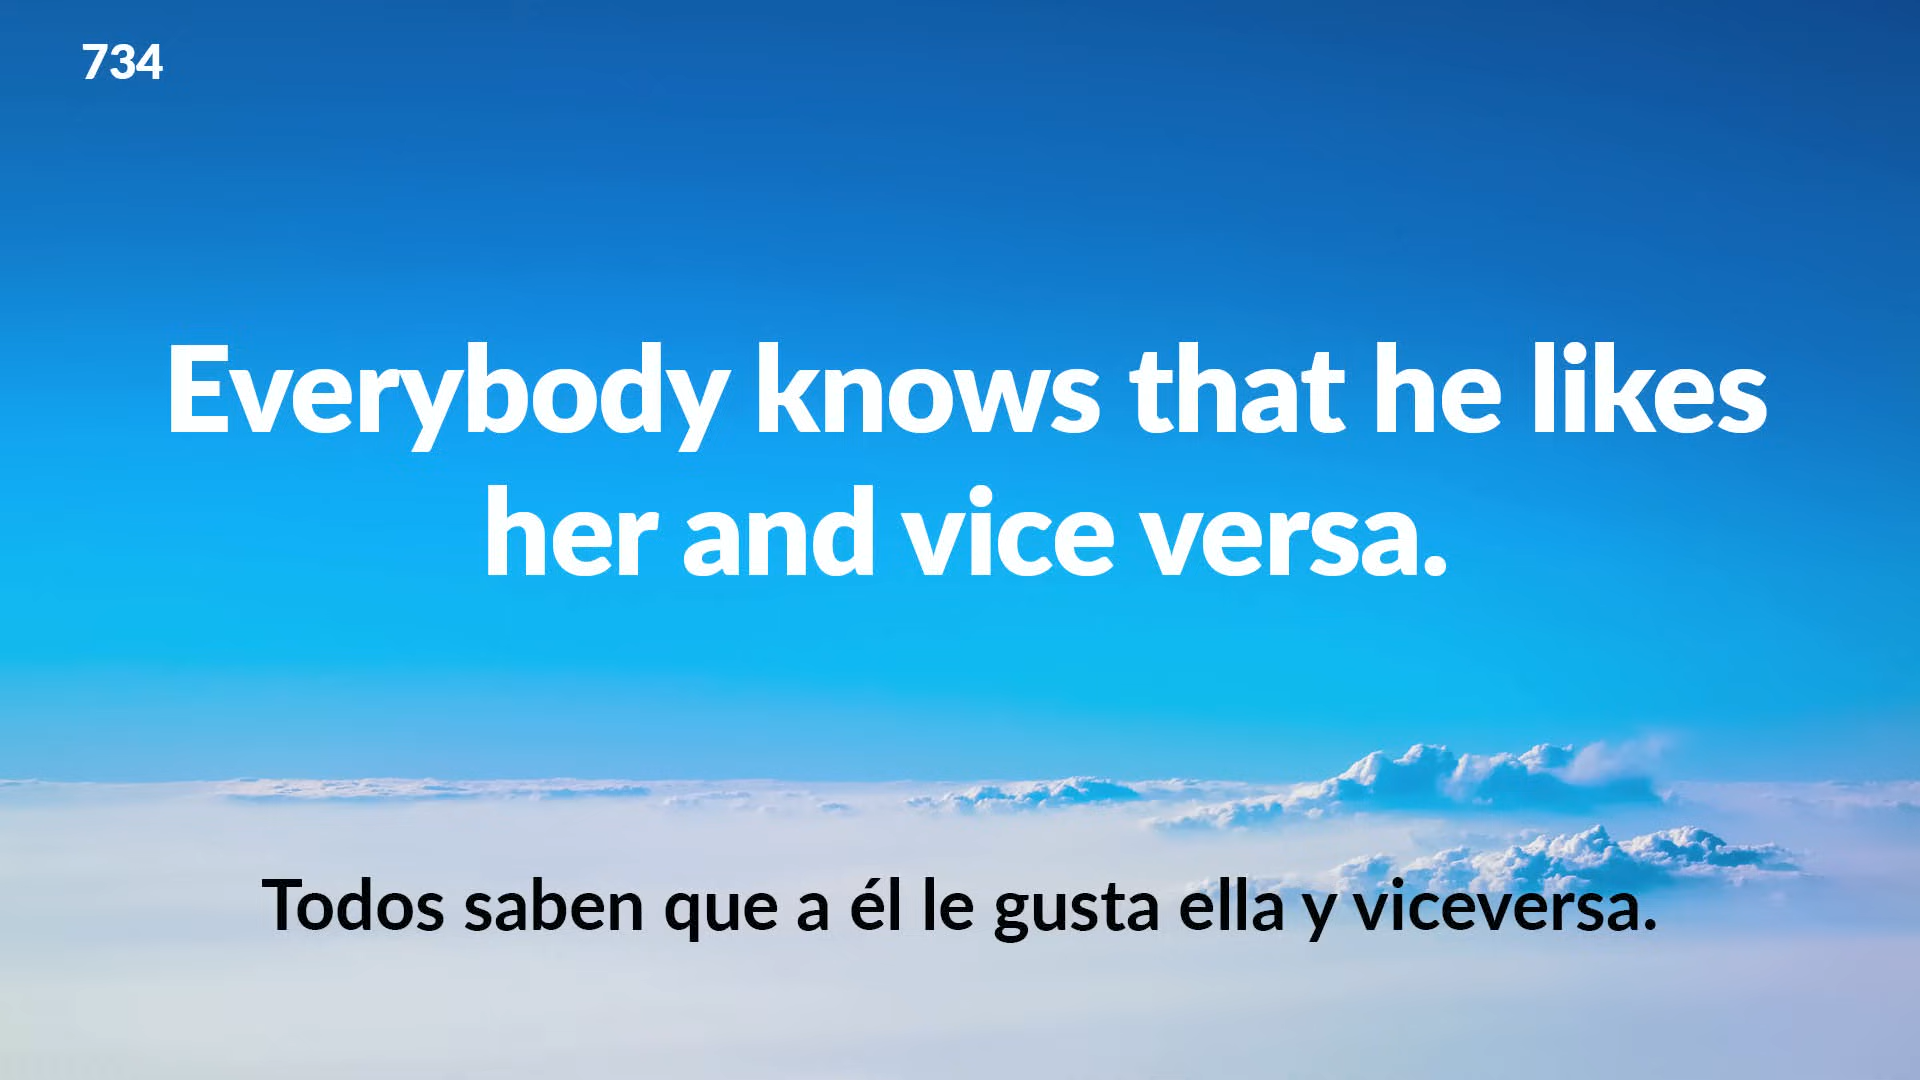 734
Everybody knows that he likes
her and vice versa.
Todos saben que a él le gusta ella y viceversa.